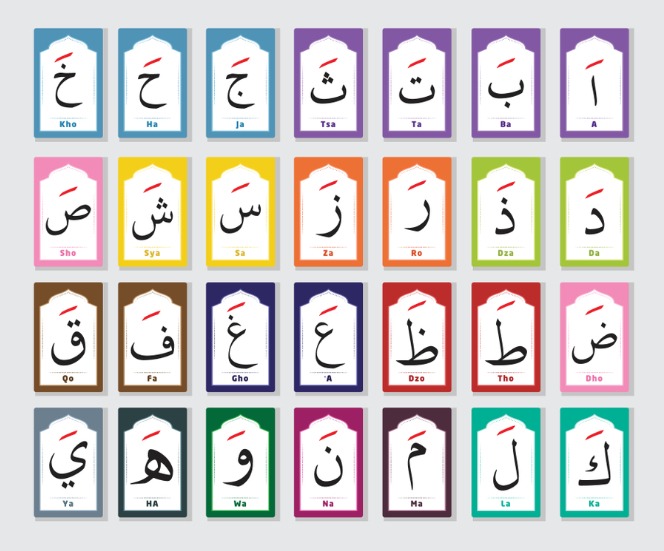 اَ
A
بَ
Ba
تَ
Ta
ثَ
Tsa
جَ
Ja
حَ
Ha
خَ
Kho
دَ
Da
ذَ
Dza
رَ
Ro
زَ
Za
سَ
Sa
شَ
Sya
صَ
Sho
ضَ
Dho
طَ
Tho
ظَ
Dzo
عَ
'A
غَ
Gho
فَ
Fa
قَ
Qo
كَ
Ka
لَ
La
مَ
Ma
نَ
Na
وَ
Wa
هَ
HA
يَ
Ya